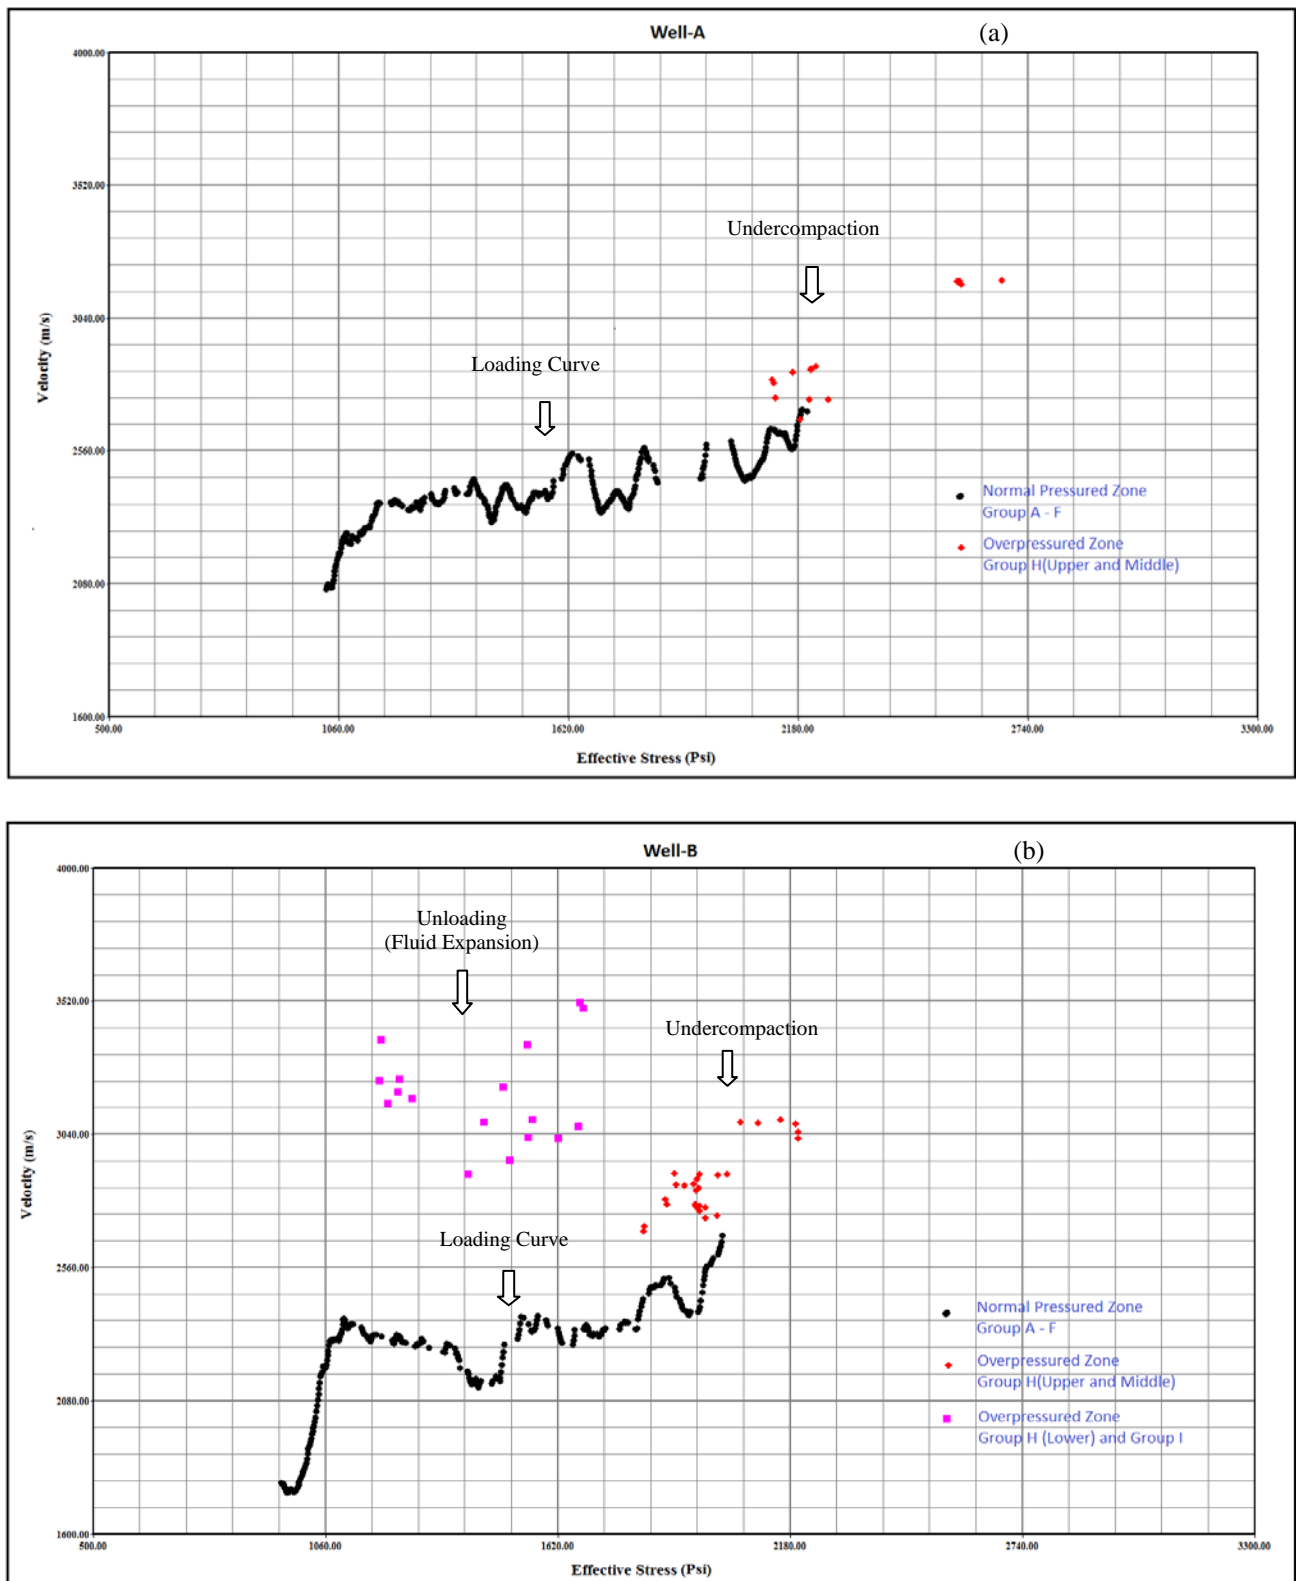 Well-A
(a)
4000.00
3520.00
3040.00
2560.00
2080.00
1600.00
Velocity (m/s)
Undercompaction
Loading Curve
Normal Pressured Zone
Group A - F
Overpressured Zone
Group H(Upper and Middle)
500.00
1060.00
1620.00
2180.00
2740.00
3300.00
Effective Stress (Psi)
Well-B
(b)
4000.00
3520.00
3040.00
2560.00
2080.00
1600.00
Velocity (m/s)
Unloading
(Fluid Expansion)
Undercompaction
Loading Curve
Normal Pressured Zone
Group A - F
Overpressured Zone
Group H(Upper and Middle)
Overpressured Zone
Group H (Lower) and Group I
500.00
1060.00
1620.00
2180.00
2740.00
3300.00
Effective Stress (Psi)